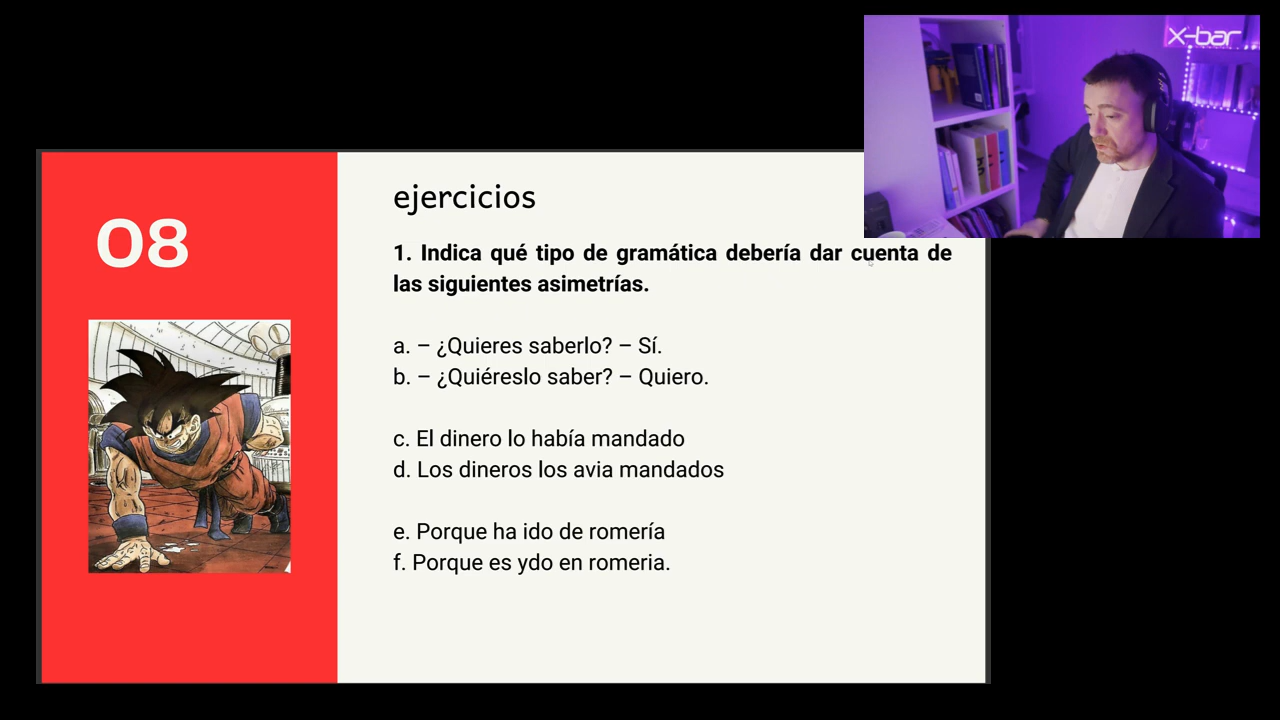 x-bar
08
ejercicios
1. Indica qué tipo de gramática debería dar cuenta de
las siguientes asimetrías.
a. – ¿Quieres saberlo? – Sí.
b. – ¿Quiéreslo saber? – Quiero.
c. El dinero lo había mandado
d. Los dineros los avia mandados
e. Porque ha ido de romería
f. Porque es ydo en romeria.